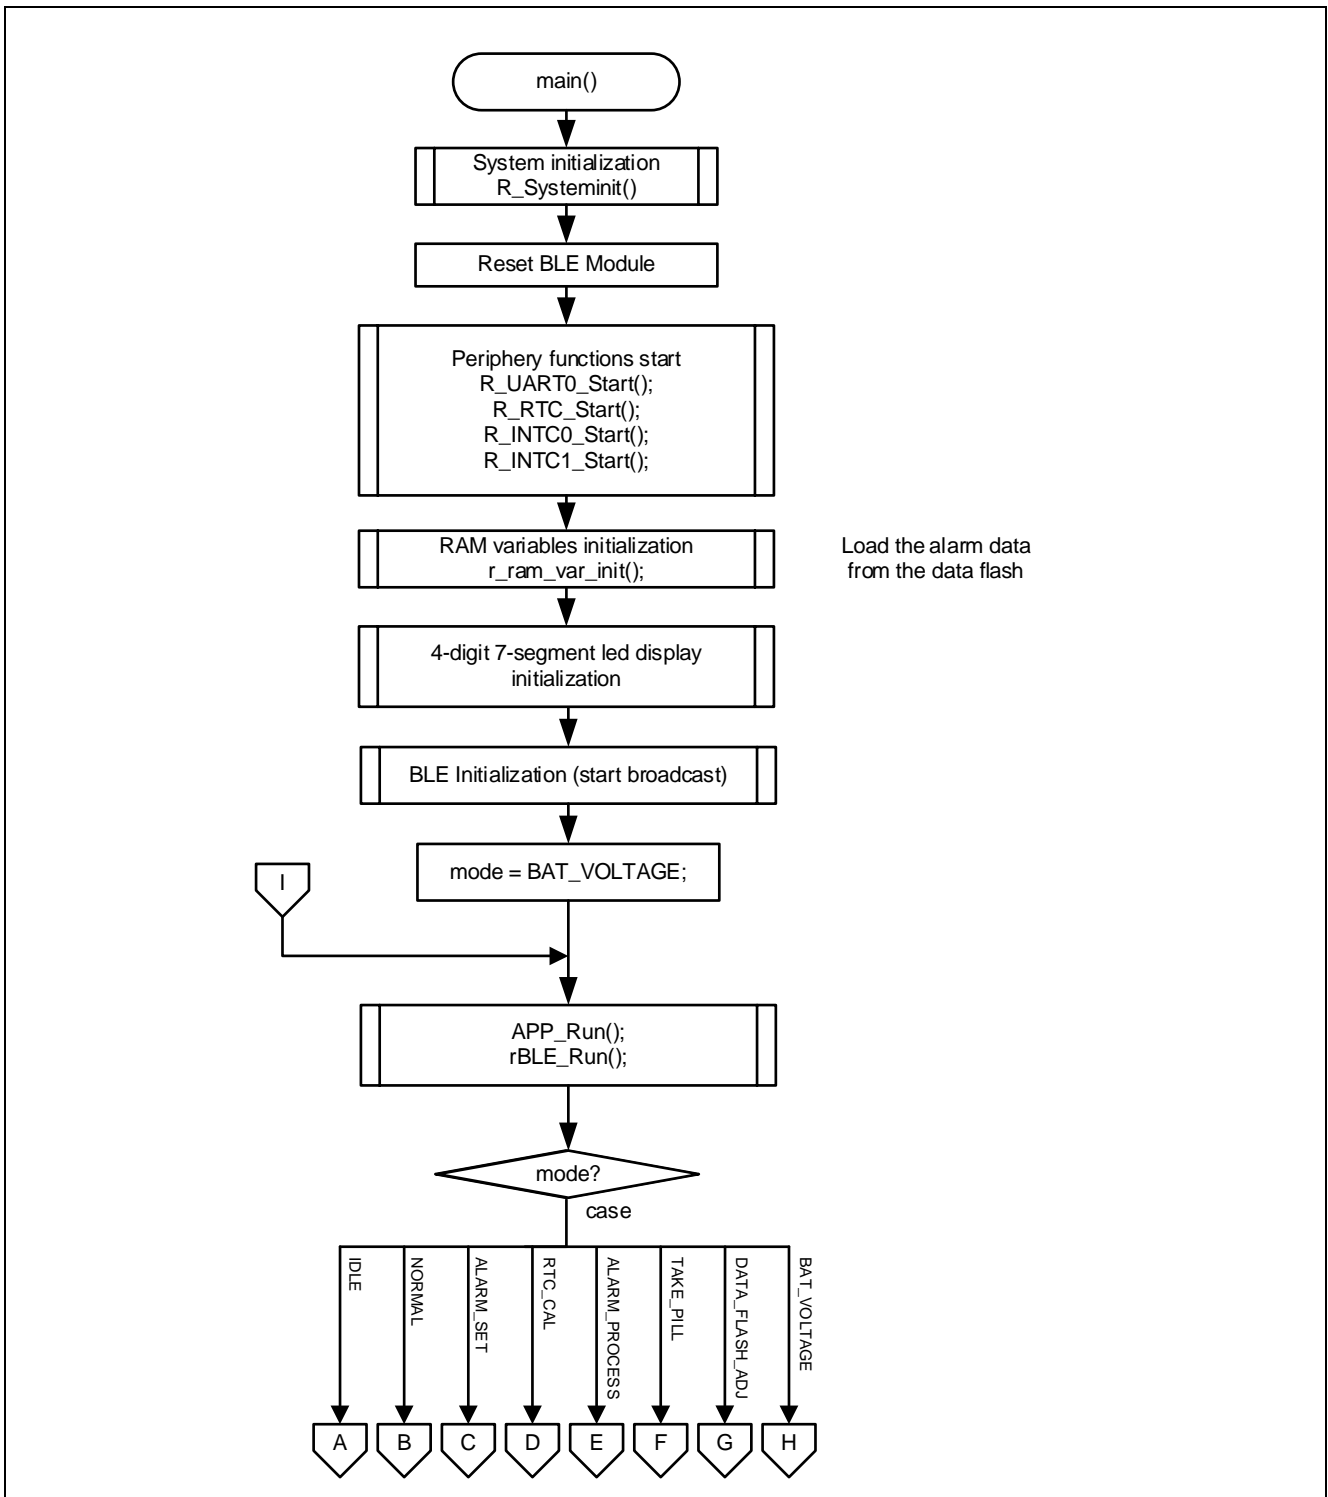 main()
System initialization
R_Systeminit()
Reset BLE Module
Periphery functions start
R_UART0_Start();
R_RTC_Start();
R_INTC0_Start();
R_INTC1_Start();
RAM variables initialization
r_ram_var_init();
Load the alarm data
from the data flash
4-digit 7-segment led display
initialization
BLE Initialization (start broadcast)
mode = BAT_VOLTAGE;
I
APP_Run();
rBLE_Run();
mode?
case
IDLE
NORMAL
ALARM_SET
RTC_CAL
ALARM_PROCESS
TAKE_PILL
DATA_FLASH_ADJ
BAT_VOLTAGE
A
B
C
D
E
F
G
H